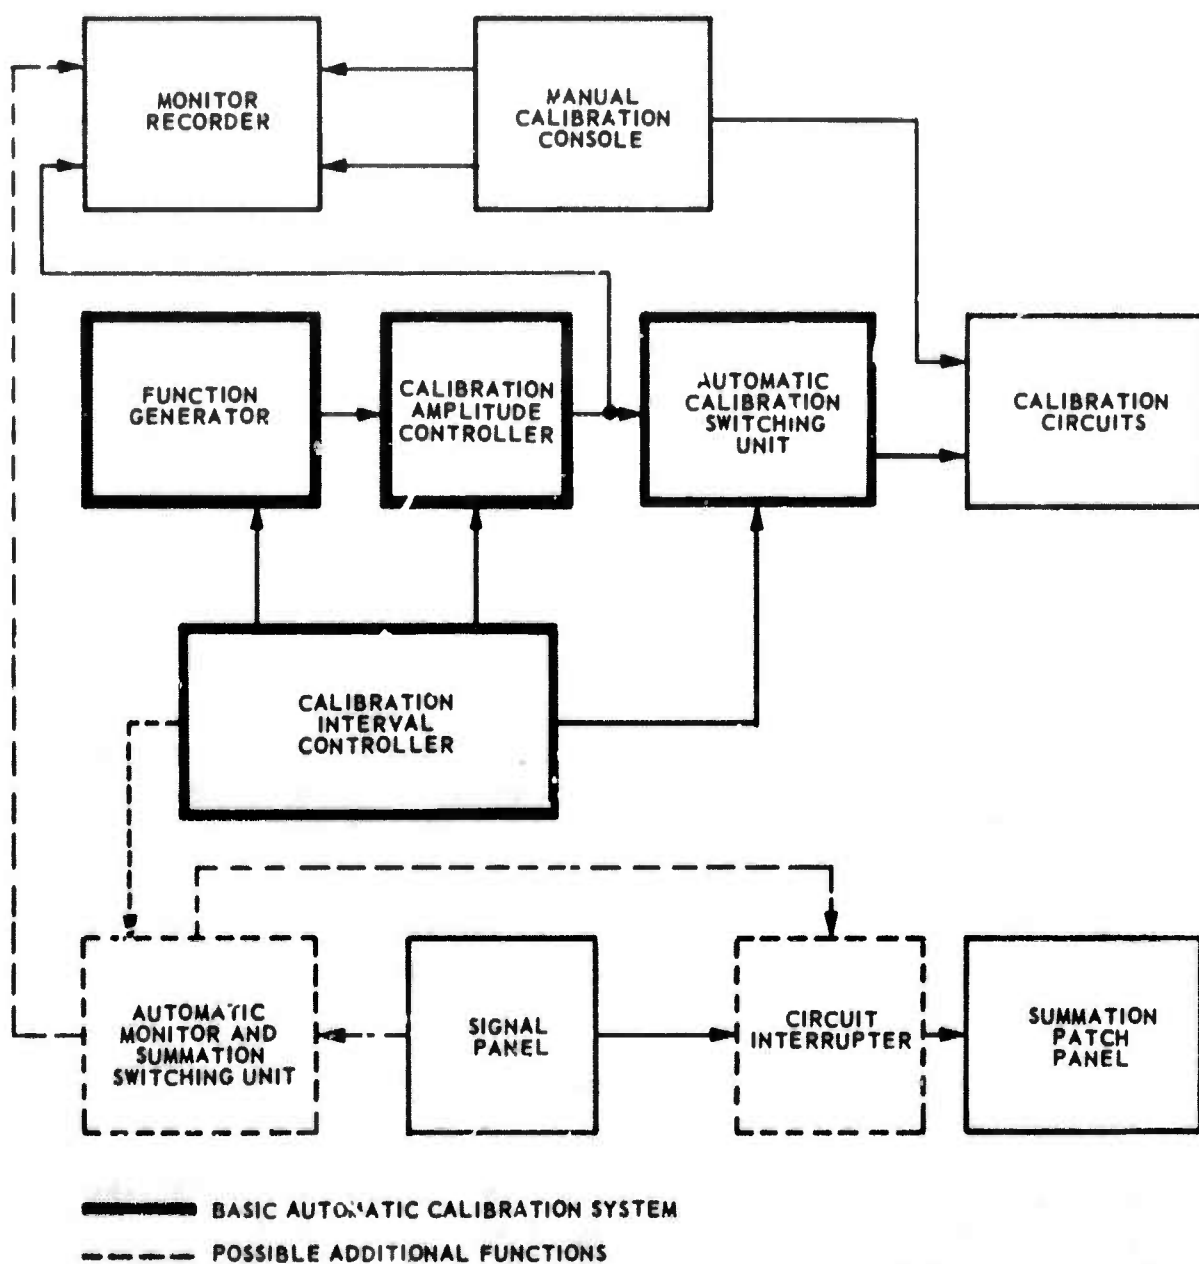 MONITOR
RECORDER
MANUAL
CALIBRATION
CONSOLE
FUNCTION
GENERATOR
CALIBRATION
AMPLITUDE
CONTROLLER
AUTOMATIC
CALIBRATION
SWITCHING
UNIT
CALIBRATION
CIRCUITS
CALIBRATION
INTERVAL
CONTROLLER
AUTOMATIC
MONITOR AND
SUMMATION
SWITCHING UNIT
SIGNAL
PANEL
CIRCUIT
INTERRUPTER
SUMMATION
PATCH
PANEL
BASIC AUTOMATIC CALIBRATION SYSTEM
POSSIBLE ADDITIONAL FUNCTIONS